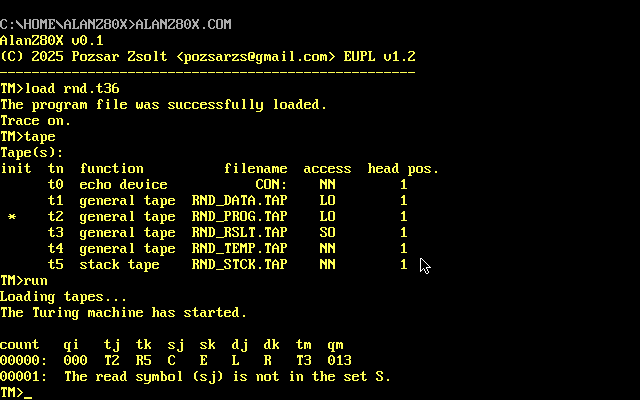 C:\HOME\ALANZ80X>ALANZ80X.COM
AlanZ80X v0.1
(C) 2025 Pozsar Zsolt <pozsarzs@gmail.com> EUPL v1.2
----------------------------------------------------
TM>load rnd.t36
The program file was successfully loaded.
Trace on.
TM>tape
Tape(s):
init  tn  function          filename  access  head pos.
      t0  echo device           CON:    NN        1
      t1  general tape  RND_DATA.TAP    LO        1
 *    t2  general tape  RND_PROG.TAP    LO        1
      t3  general tape  RND_RSLT.TAP    SO        1
      t4  general tape  RND_TEMP.TAP    NN        1
      t5  stack tape    RND_STCK.TAP    NN        1
TM>run
Loading tapes...
The Turing machine has started.
count   qi   tj  tk  sj  sk  dj  dk  tm  qm
00000:  000  T2  R5  C   E   L   R   T3  013
00001:  The read symbol (sj) is not in the set S.
TM>_